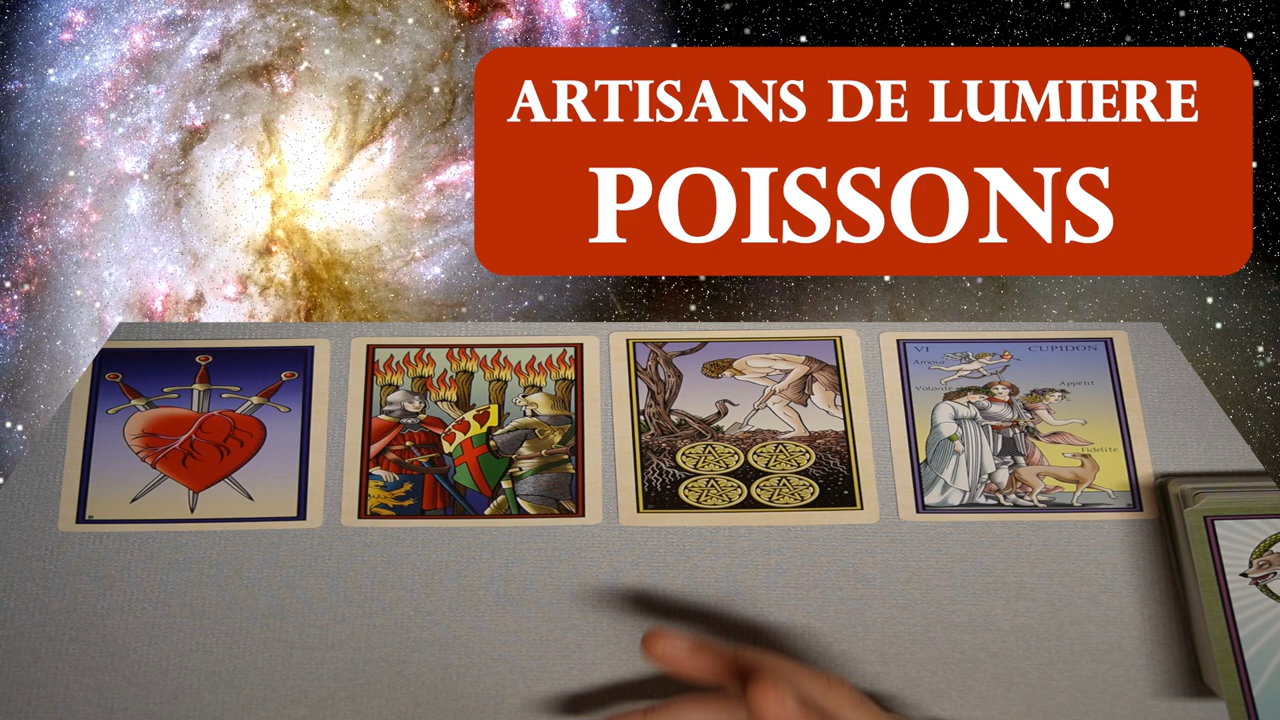 ARTISANS DE LUMIERE
POISSONS
VI CUPIDON
Amour
Volonté
Appétit
Fidélité